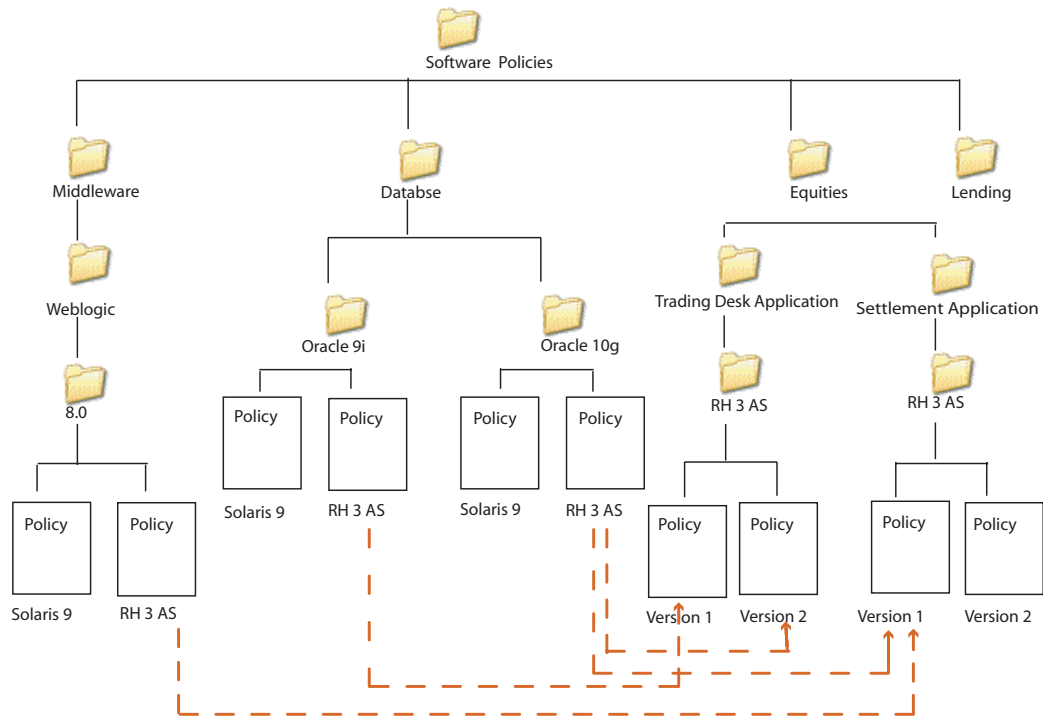 Software Policies
Middleware
Databse
Equities
Lending
Weblogic
Trading Desk Application
Settlement Application
Oracle 9i
Oracle 10g
8.0
RH 3 AS
RH 3 AS
Policy
Policy
Policy
Policy
Solaris 9
RH 3 AS
Solaris 9
RH 3 AS
Policy
Policy
Policy
Policy
Policy
Policy
Solaris 9
RH 3 AS
Version 1
Version 2
Version 1
Version 2